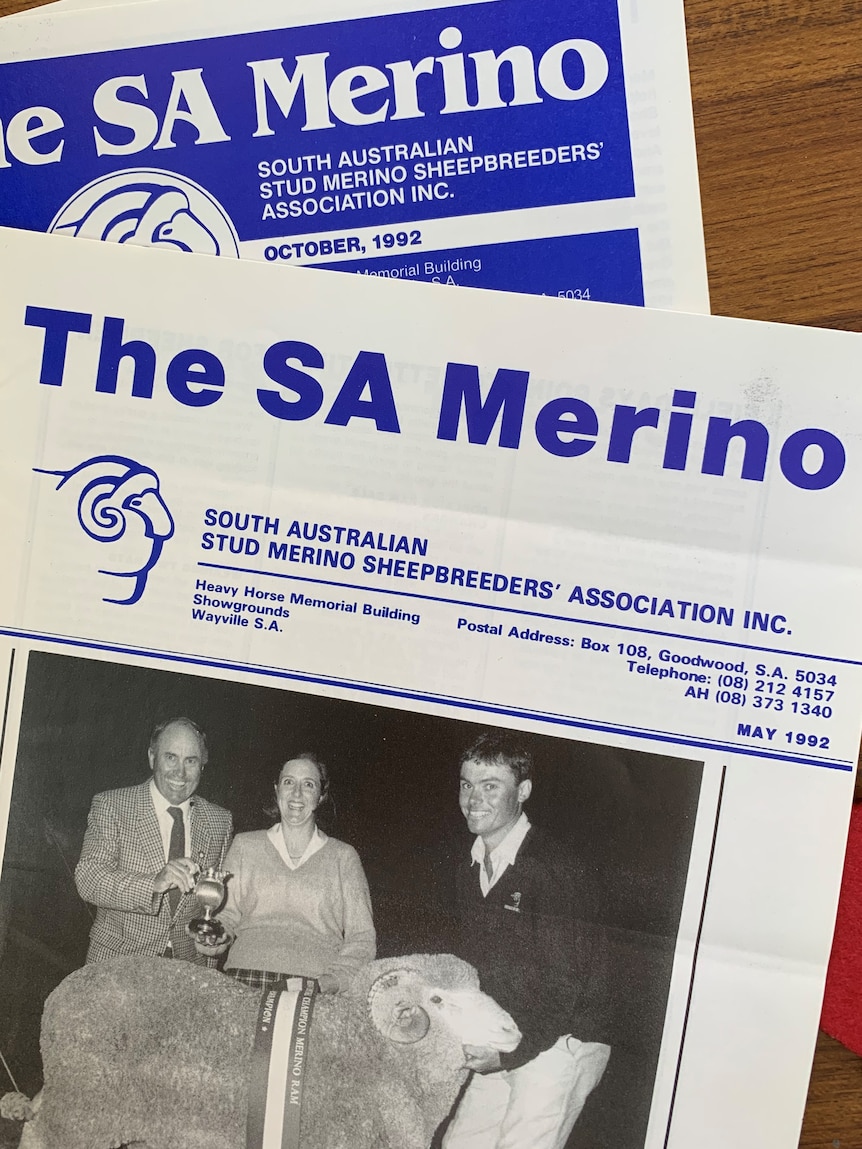 he SA Merino
SOUTH AUSTRALIAN
STUD MERINO SHEEPBREEDERS'
ASSOCIATION INC.
OCTOBER, 1992
Memorial Building
S.A.
5034
The SA Merino
SOUTH AUSTRALIAN
STUD MERINO SHEEPBREEDERS' ASSOCIATION INC.
Heavy Horse Memorial Building
Showgrounds
Wayville S.A.
Postal Address: Box 108, Goodwood, S.A. 5034
Telephone: (08) 212 4157
AH (08) 373 1340
MAY 1992
CHAMPION MERINO RAM